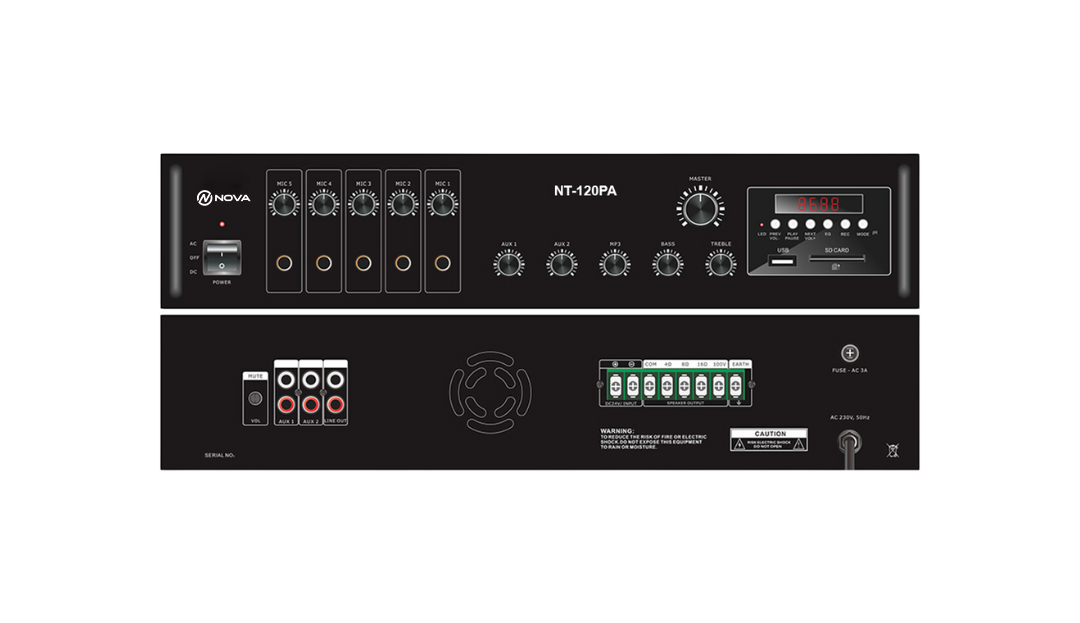 NOVA
MIC 5 MIC 4 MIC 3 MIC 2 MIC 1
NT-120PA
MASTER
AC
OFF
DC
POWER
AUX 1 AUX 2 MP3 BASS TREBLE
LED PREV VOL- PLAY PAUSE NEXT VOL+ EQ REC MODE
USB SD CARD
MUTE
VOL
AUX 1 AUX 2 LINE OUT
COM 4Ω 8Ω 16Ω 100V EARTH
DC24V/ INPUT SPEAKER OUTPUT
FUSE - AC 3A
AC 230V, 50Hz
WARNING:
TO REDUCE THE RISK OF FIRE OR ELECTRIC
SHOCK.DO NOT EXPOSE THIS EQUIPMENT
TO RAIN OR MOISTURE.
CAUTION
RISK ELECTRIC SHOCK
DO NOT OPEN
SERIAL NO: